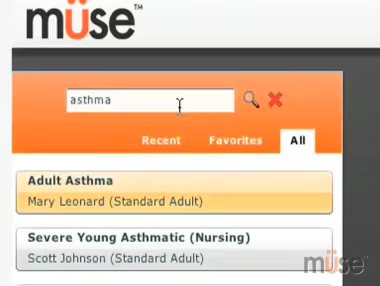 müse™
asthma
Recent Favorites All
Adult Asthma
Mary Leonard (Standard Adult)
Severe Young Asthmatic (Nursing)
Scott Johnson (Standard Adult)
müse